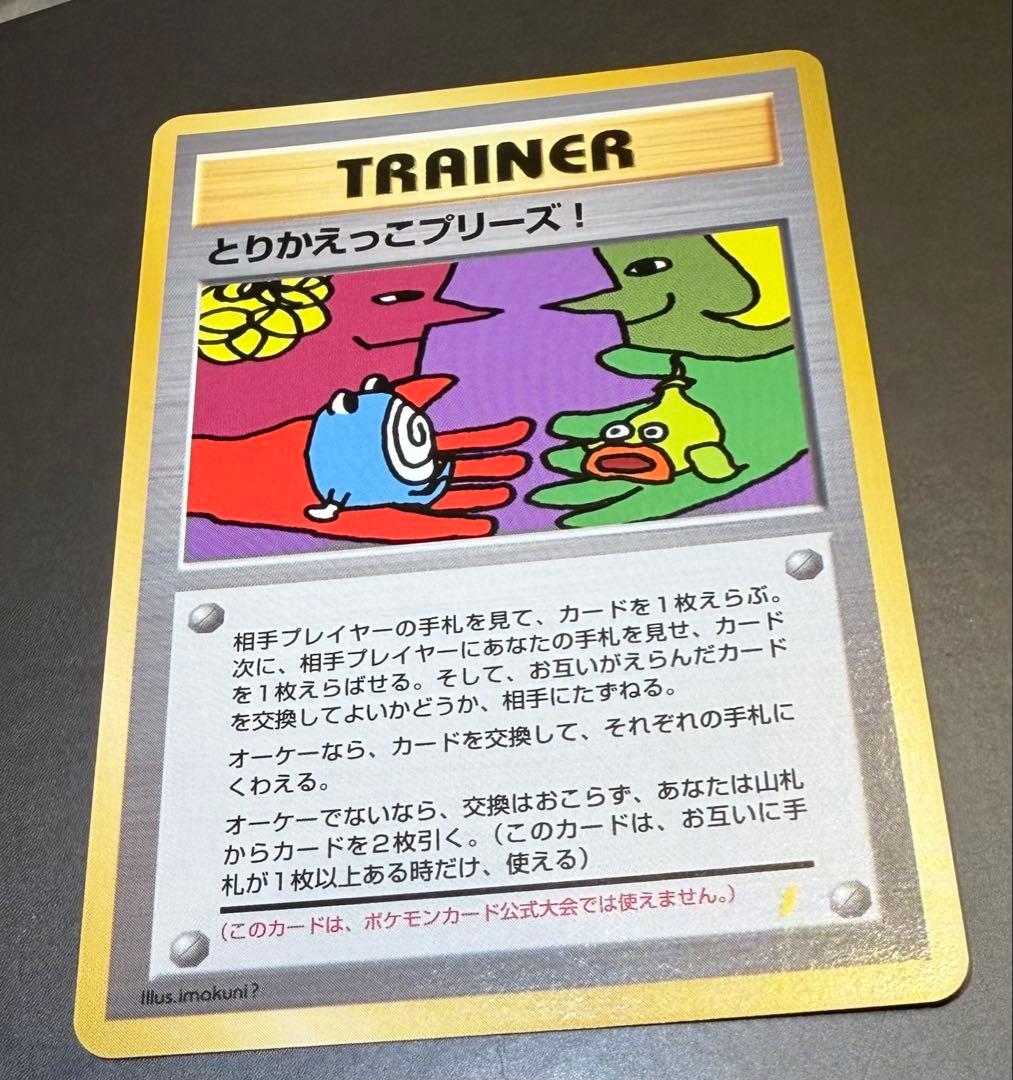 TRAINER
とりかえっこプリーズ！
相手プレイヤーの手札を見て、カードを1枚えらぶ。
次に、相手プレイヤーにあなたの手札を見せ、カード
を1枚えらばせる。そして、お互いがえらんだカード
を交換してよいかどうか、相手にたずねる。
オーケーなら、カードを交換して、それぞれの手札に
くわえる。
オーケーでないなら、交換はおこらず、あなたは山札
からカードを2枚引く。（このカードは、お互いに手
札が1枚以上ある時だけ、使える）
（このカードは、ポケモンカード公式大会では使えません。）
Illus.imakuni?